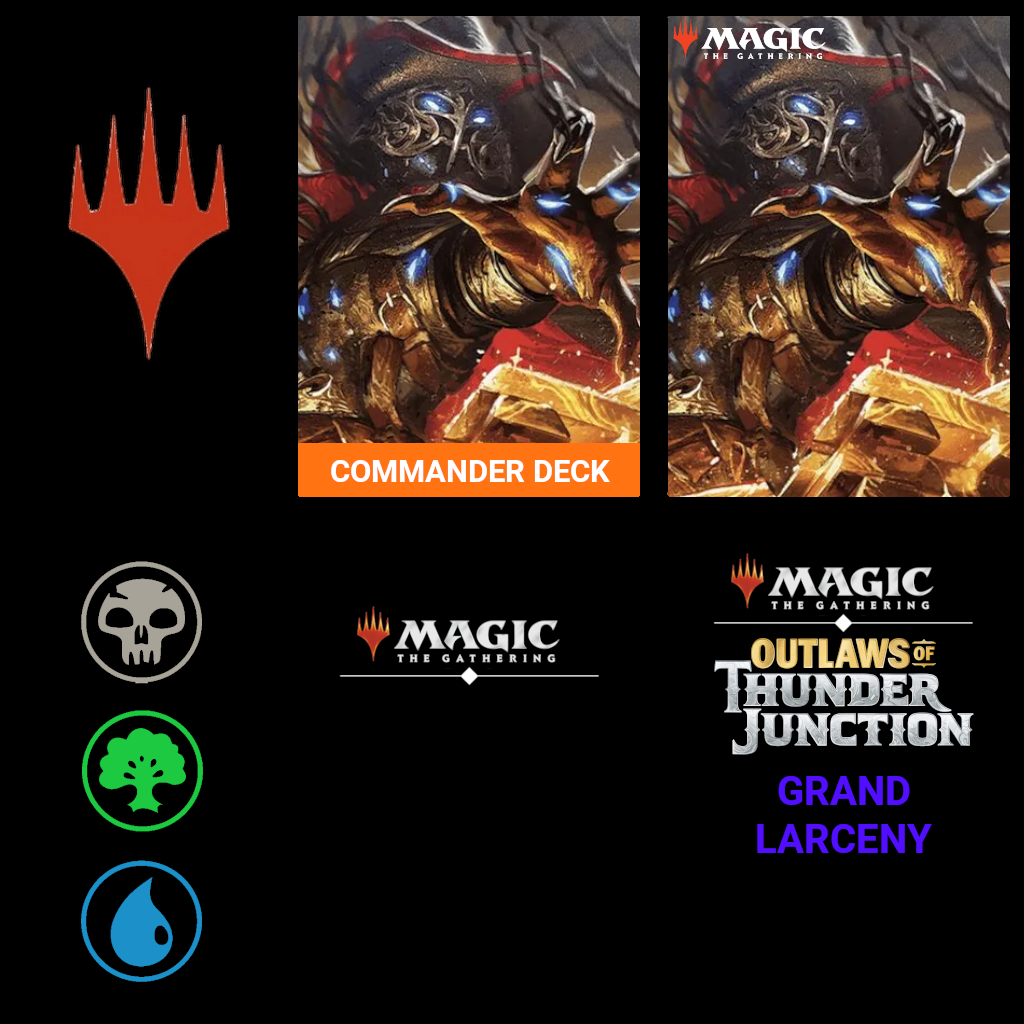 MAGIC
THE GATHERING
COMMANDER DECK
MAGIC
THE GATHERING
MAGIC
THE GATHERING
OUTLAWS OF
THUNDER
JUNCTION
GRAND
LARCENY